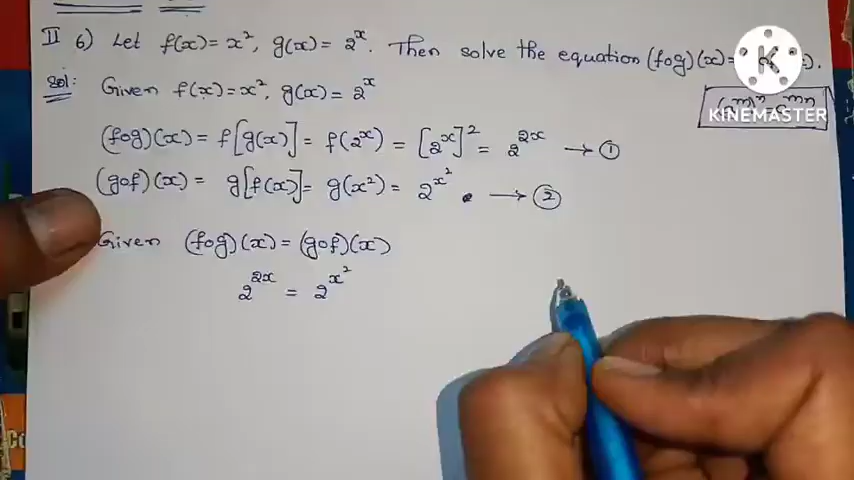 II 6) Let f(x) = x², g(x) = 2ˣ. Then solve the equation (fog)(x) =
Sol: Given f(x) = x², g(x) = 2ˣ
KINEMASTER
(fog)(x) = f[g(x)] = f(2ˣ) = [2ˣ]² = 2²ˣ → ①
(gof)(x) = g[f(x)] = g(x²) = 2^x². → ②
Given (fog)(x) = (gof)(x)
2²ˣ = 2^x²